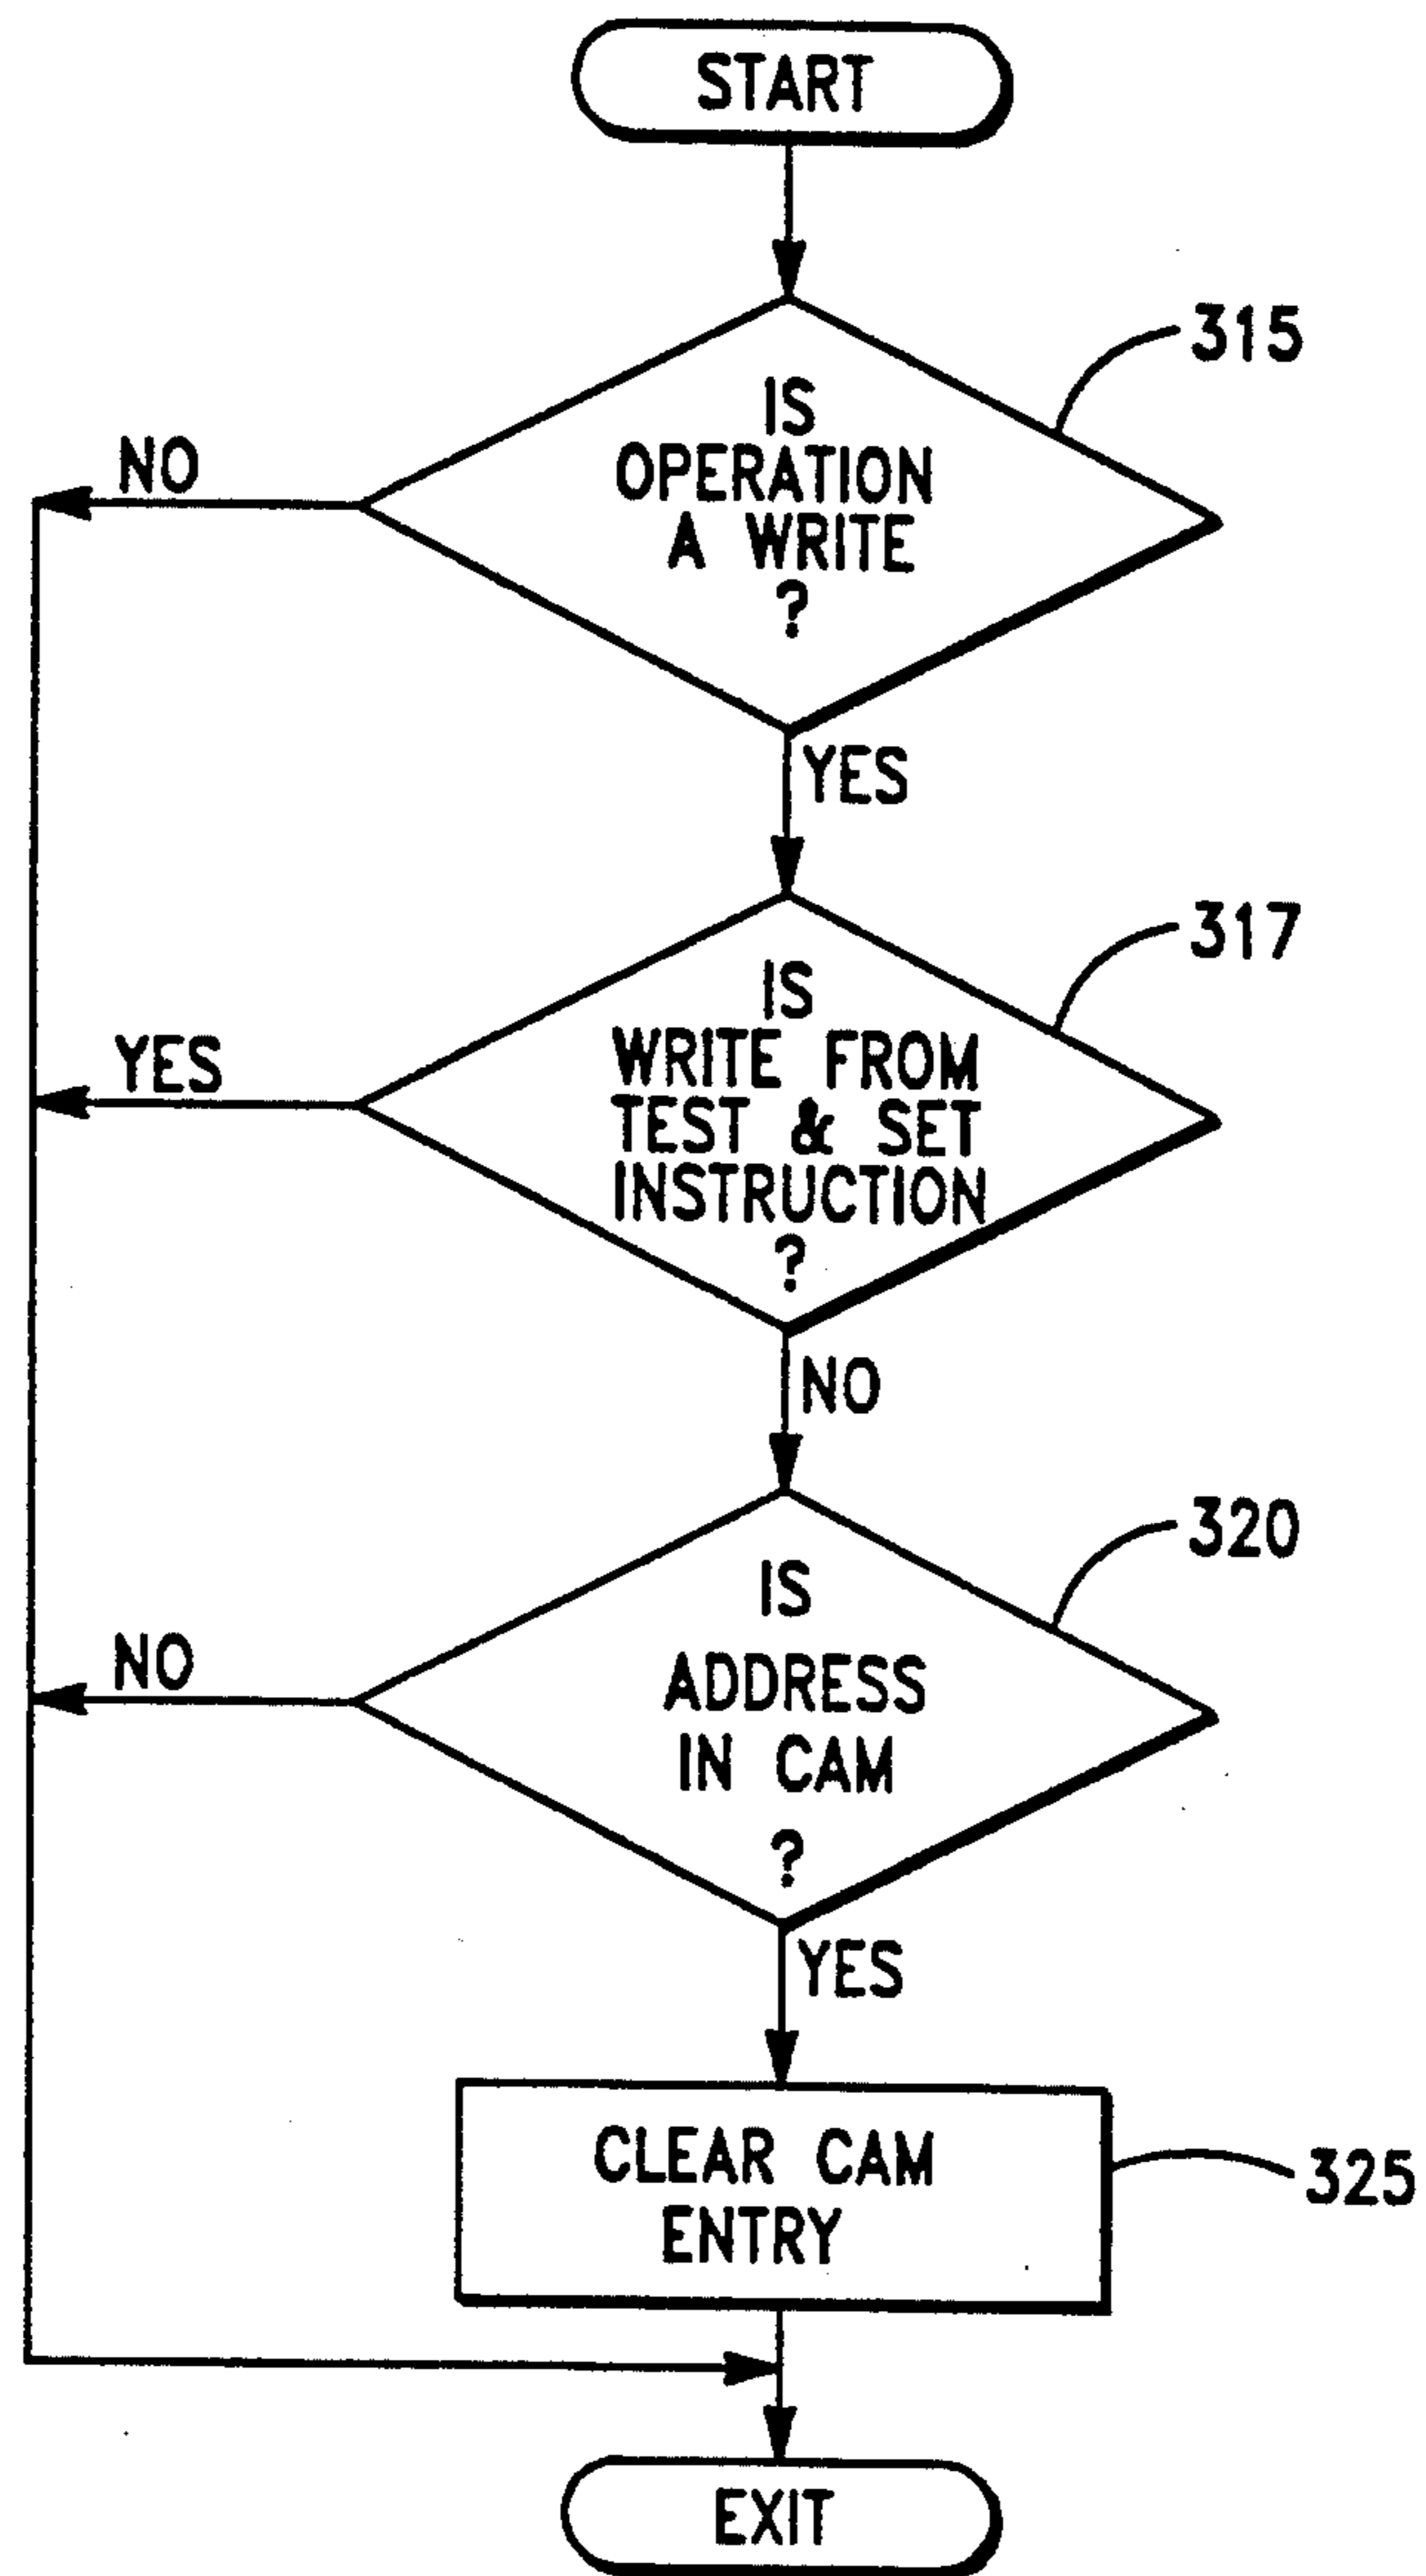 START
315
IS
OPERATION
A WRITE
?
NO
YES
317
IS
WRITE FROM
TEST & SET
INSTRUCTION
?
YES
NO
320
IS
ADDRESS
IN CAM
?
NO
YES
CLEAR CAM
ENTRY
325
EXIT